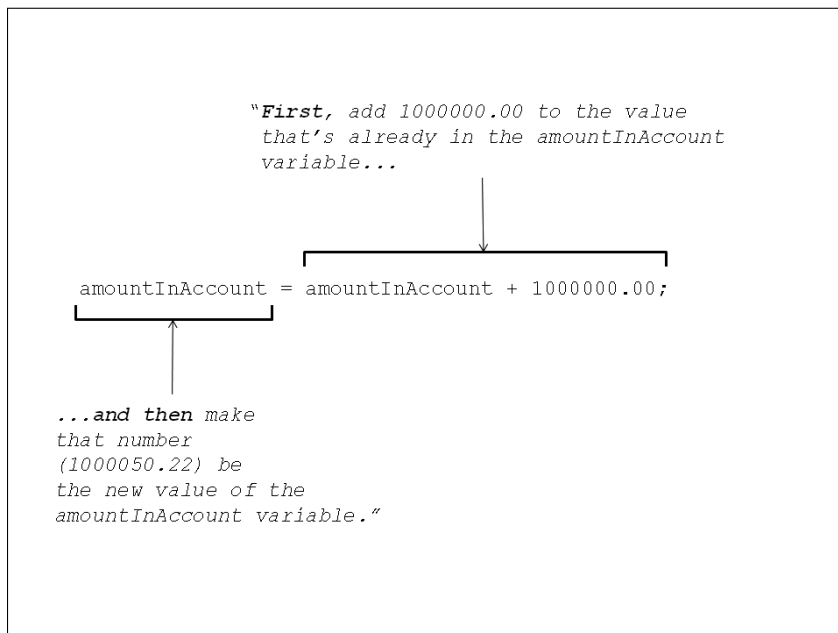 “First, add 1000000.00 to the value
that’s already in the amountInAccount
variable...
amountInAccount = amountInAccount + 1000000.00;
...and then make
that number
(1000050.22) be
the new value of the
amountInAccount variable.”